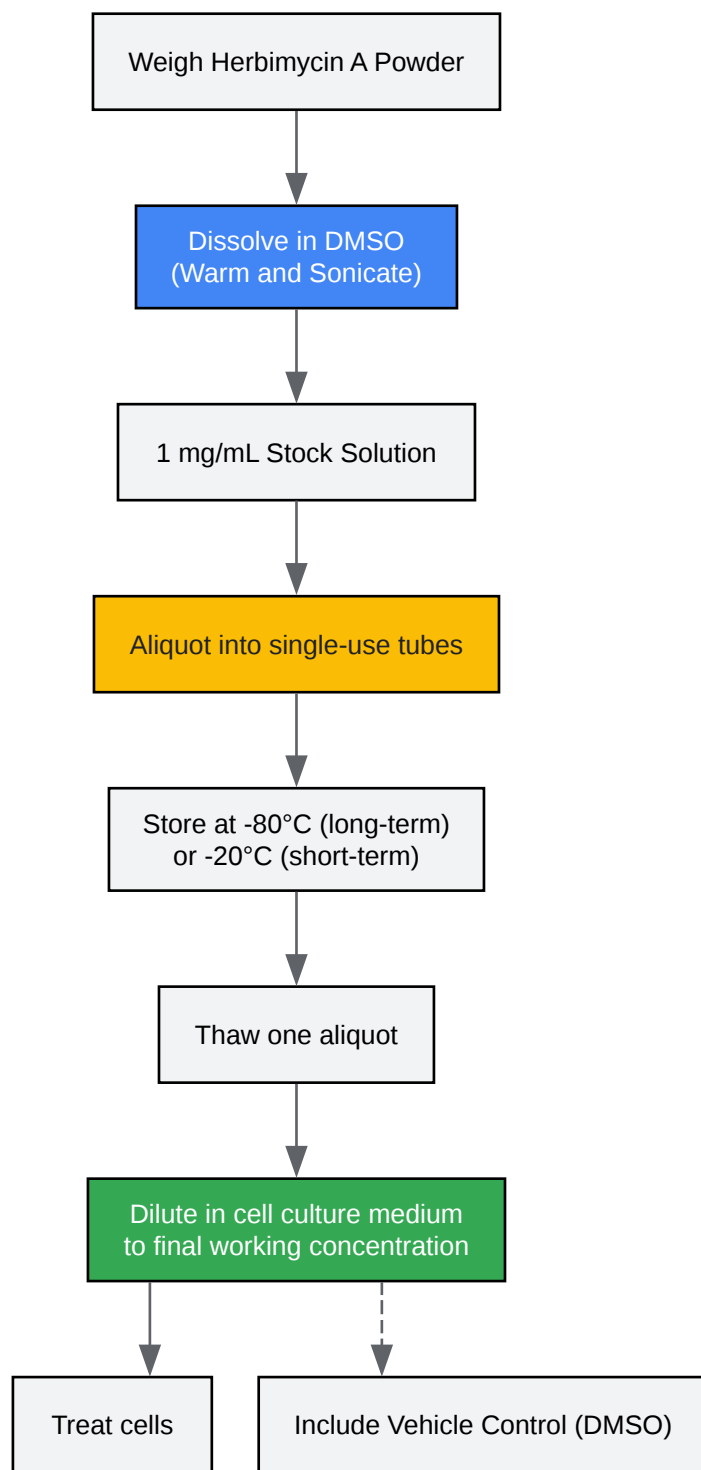 Weigh Herbimycin A Powder
Dissolve in DMSO
(Warm and Sonicate)
1 mg/mL Stock Solution
Aliquot into single-use tubes
Store at -80°C (long-term)
or -20°C (short-term)
Thaw one aliquot
Dilute in cell culture medium
to final working concentration
Treat cells
Include Vehicle Control (DMSO)